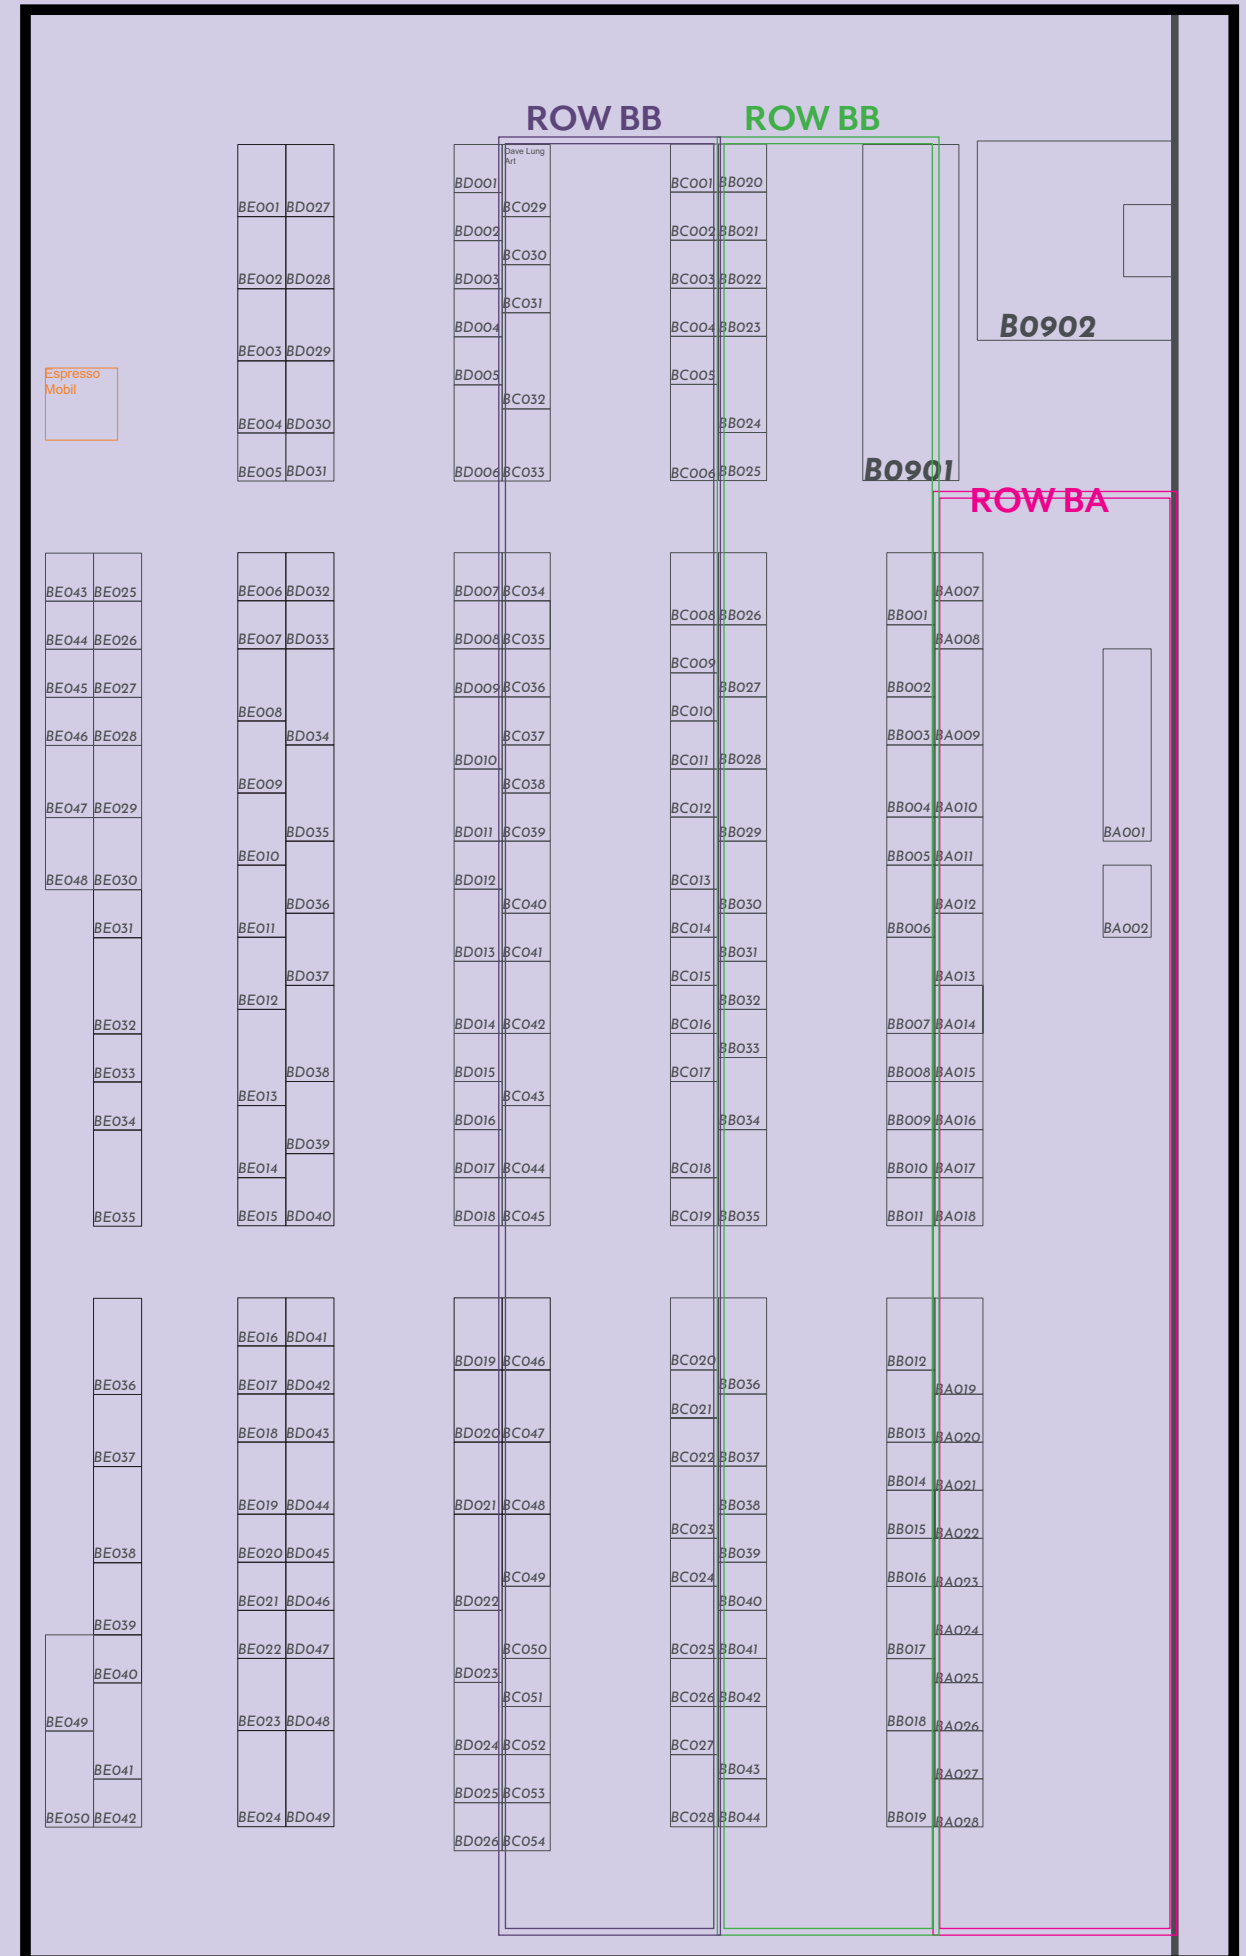 ROW BB ROW BB
Dave Lung
Art
BD001 BC001 BB020
BE001 BD027 BC029
BD002 BC002 BB021
BC030
BE002 BD028 BD003 BC003 BB022
BC031
BD004 BC004 BB023 B0902
BE003 BD029
Espresso
Mobil
BD005 BC005
BC032
BE004 BD030 BB024
BE005 BD031 BD006 BC033 BC006 BB025 B0901
ROW BA
BE043 BE025 BE006 BD032 BD007 BC034 BA007
BC008 BB026 BB001
BE044 BE026 BE007 BD033 BD008 BC035 BA008
BC009
BE045 BE027 BD009 BC036 BB027 BB002
BE008 BC010
BE046 BE028 BD034 BC037 BB003 BA009
BD010 BC011 BB028
BE009 BC038
BE047 BE029 BC012 BB004 BA010
BD035 BD011 BC039 BB029 BA001
BE010 BB005 BA011
BE048 BE030 BD012 BC013
BD036 BC040 BB030 BA012
BE031 BE011 BC014 BB006 BA002
BD013 BC041 BB031
BD037 BC015 BA013
BE012 BB032
BE032 BD014 BC042 BC016 BB007 BA014
BB033
BE033 BD038 BD015 BC017 BB008 BA015
BE013 BC043
BE034 BD016 BB034 BB009 BA016
BD039
BE014 BD017 BC044 BC018 BB010 BA017
BE035 BE015 BD040 BD018 BC045 BC019 BB035 BB011 BA018
BE016 BD041
BD019 BC046 BC020 BB012
BE036 BE017 BD042 BB036 BA019
BC021
BE018 BD043 BD020 BC047 BB013 BA020
BE037 BC022 BB037
BB014 BA021
BE019 BD044 BD021 BC048 BB038
BC023 BB015 BA022
BE038 BE020 BD045 BB039
BC049 BC024 BB016 BA023
BE021 BD046 BD022 BB040
BE039 BA024
BE022 BD047 BC050 BC025 BB041 BB017
BE040 BD023 BA025
BC051 BC026 BB042
BE049 BE023 BD048 BB018 BA026
BD024 BC052 BC027
BE041 BB043 BA027
BD025 BC053
BE050 BE042 BE024 BD049 BC028 BB044 BB019 BA028
BD026 BC054